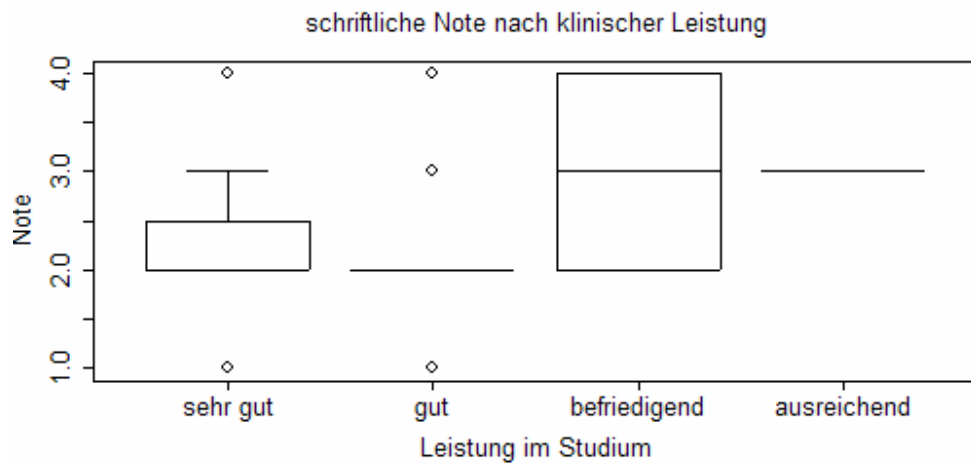 schriftliche Note nach klinischer Leistung
Note
4.0
3.0
2.0
1.0
sehr gut gut befriedigend ausreichend
Leistung im Studium